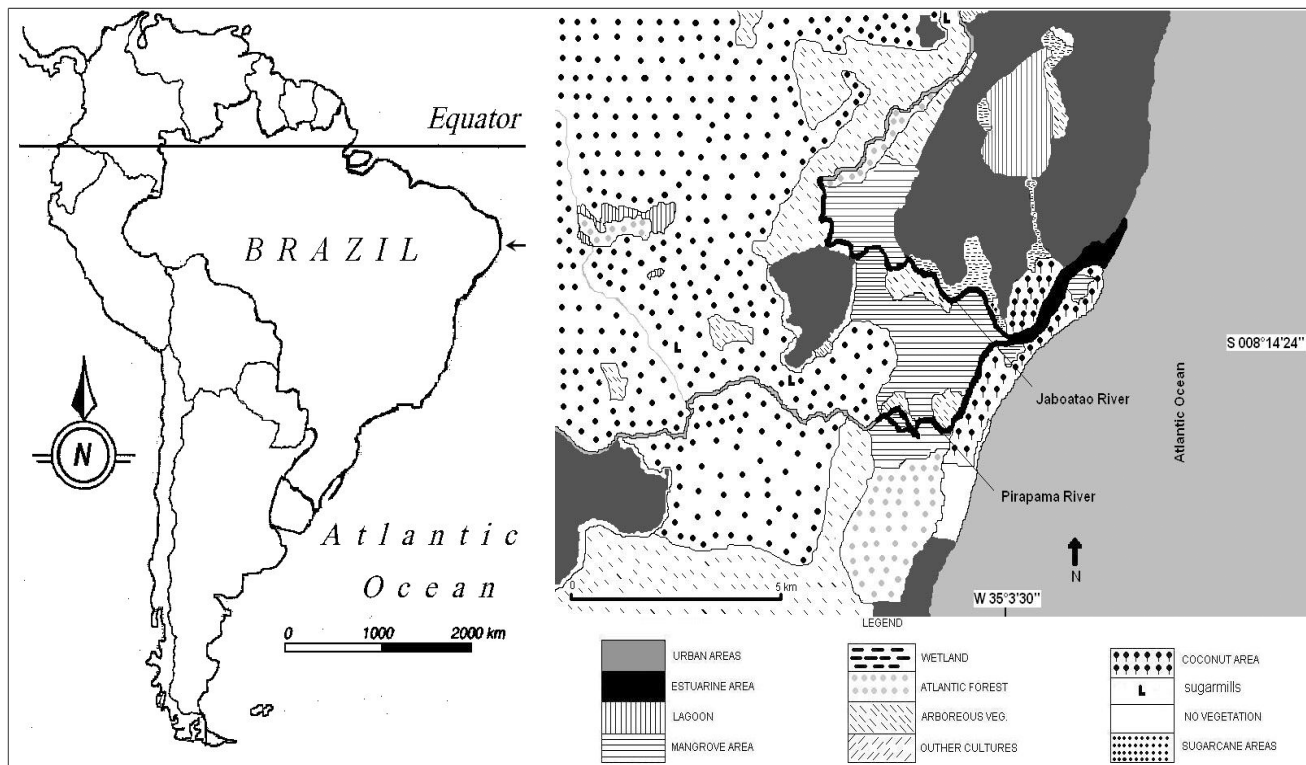 Equator
BRAZIL
N
Atlantic
Ocean
0 1000 2000 km
L
L
L
S 008°14'24"
Jaboatao River
Atlantic Ocean
Pirapama River
N
0 5 km
W 35°3'30"
LEGEND
URBAN AREAS
ESTUARINE AREA
LAGOON
MANGROVE AREA
WETLAND
ATLANTIC FOREST
ARBOREOUS VEG.
OUTHER CULTURES
COCONUT AREA
L sugarmills
NO VEGETATION
SUGARCANE AREAS